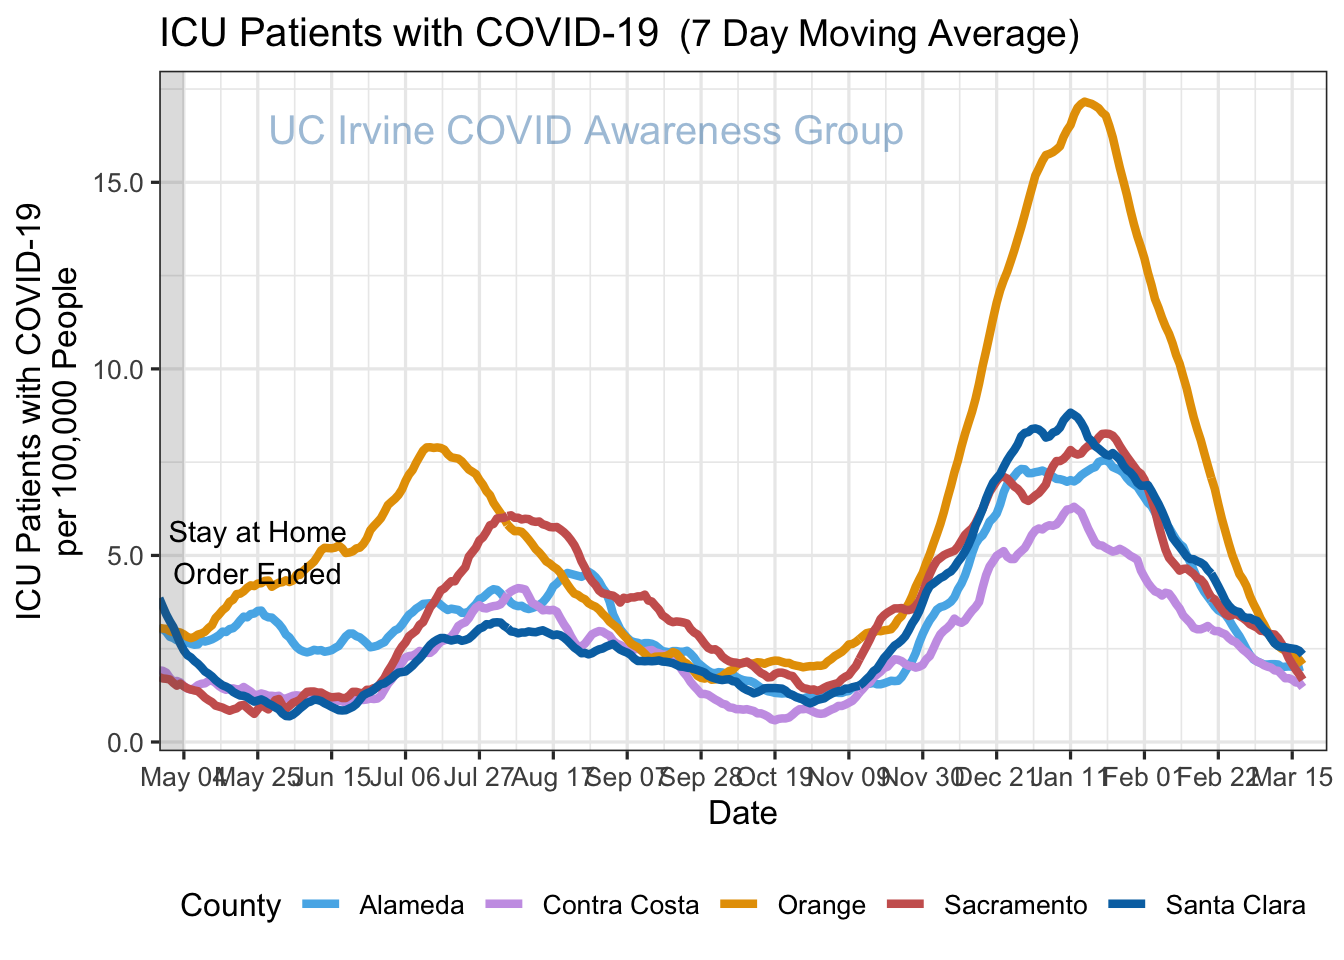 ICU Patients with COVID-19  (7 Day Moving Average)
UC Irvine COVID Awareness Group
ICU Patients with COVID-19
per 100,000 People
15.0
10.0
5.0
0.0
Stay at Home
Order Ended
May 04 May 25 Jun 15 Jul 06 Jul 27 Aug 17 Sep 07 Sep 28 Oct 19 Nov 09 Nov 30 Dec 21 Jan 11 Feb 01 Feb 22 Mar 15
Date
County Alameda Contra Costa Orange Sacramento Santa Clara